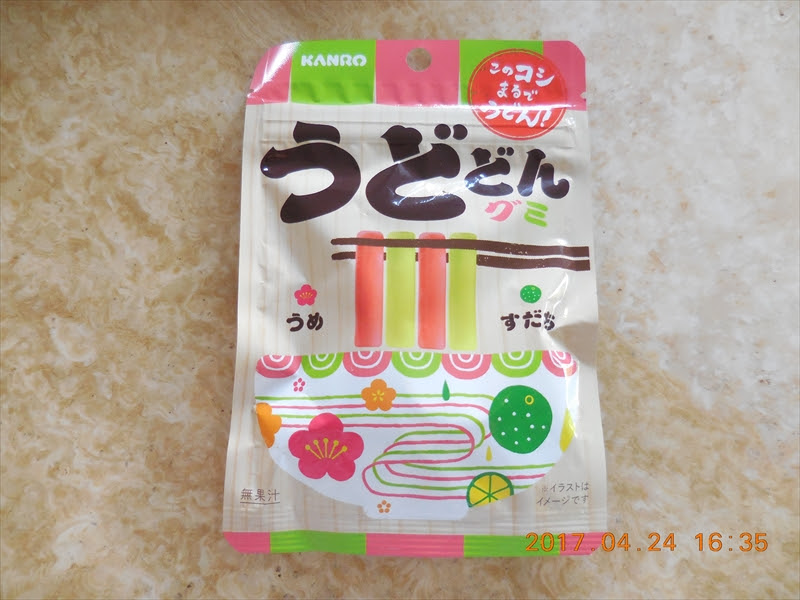 KANRO
このコシ
まるで
うどん!
うどどん
グミ
うめ
すだち
無果汁
※イラストは
イメージです
2017.04.24 16:35